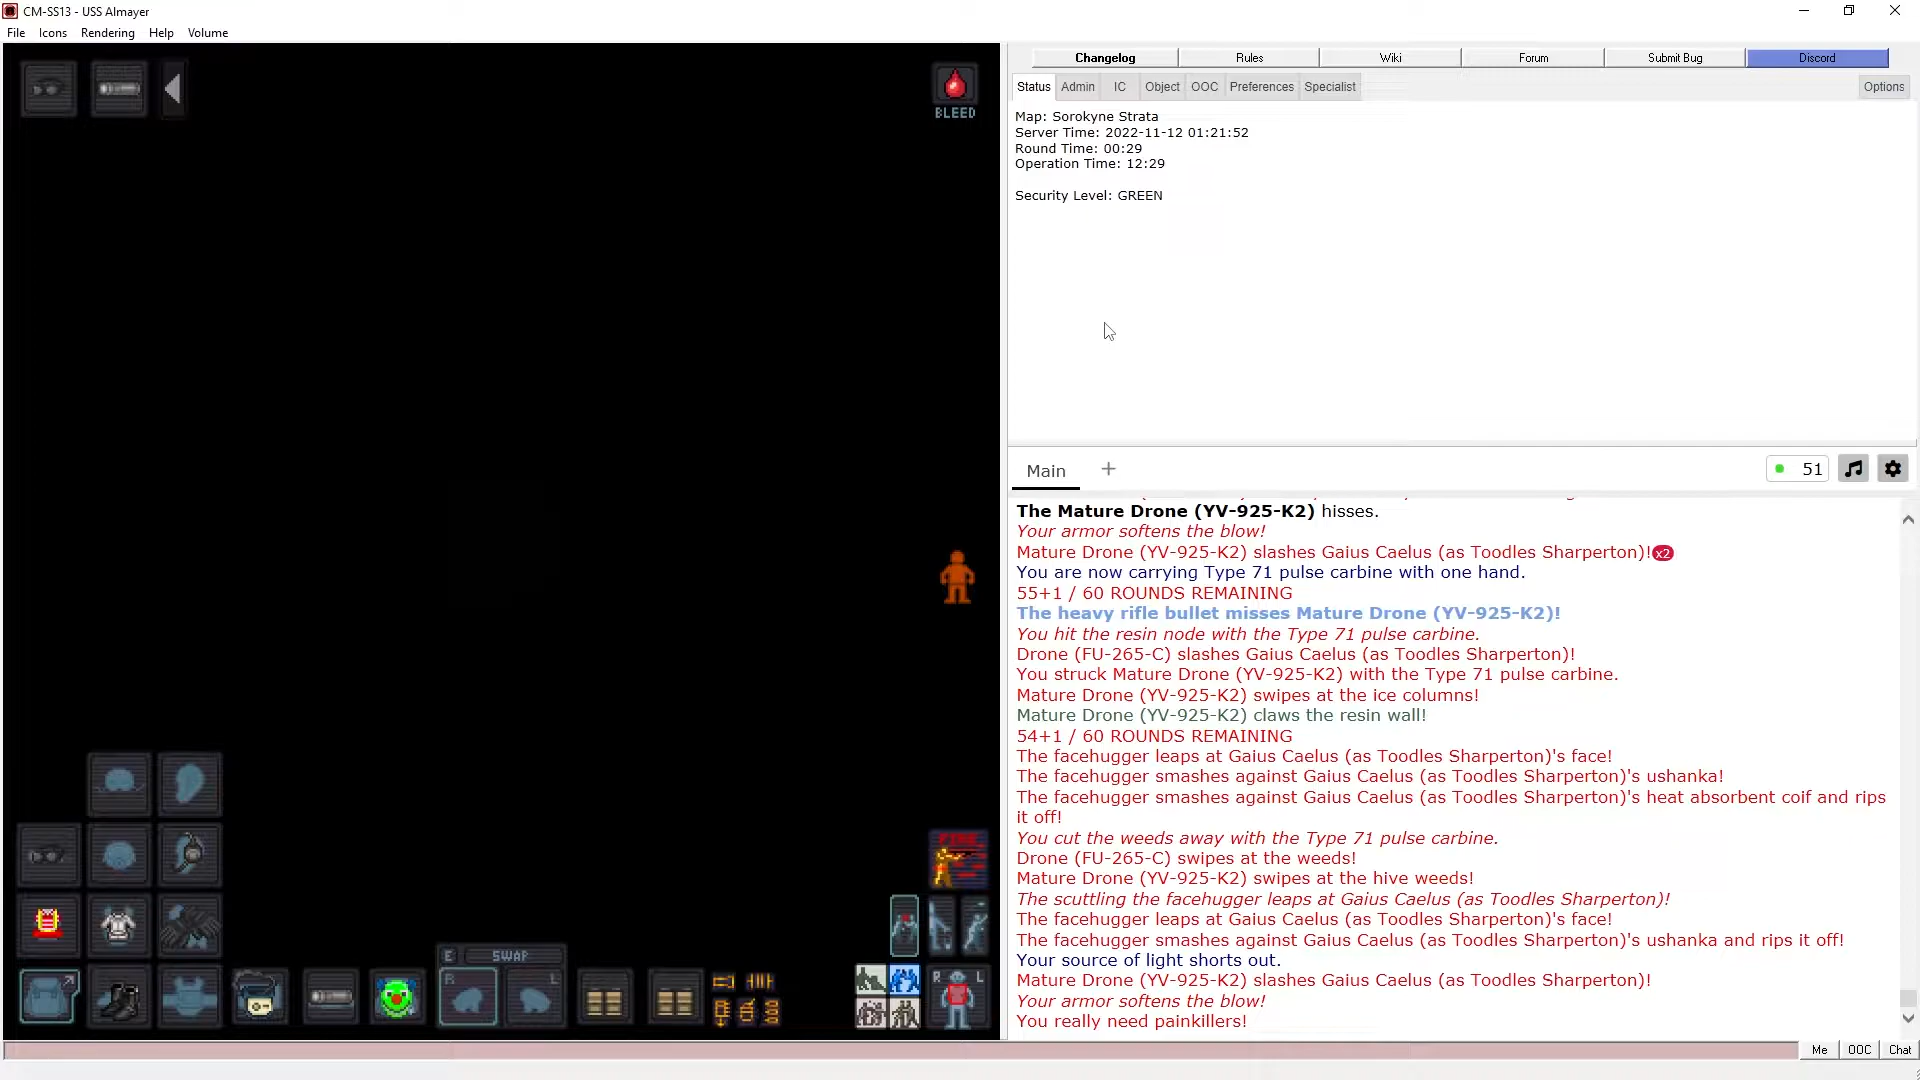 CM-SS13 - USS Almayer
File Icons Rendering Help Volume
BLEED
Changelog Rules Wiki Forum Submit Bug Discord
Status Admin IC Object OOC Preferences Specialist Options
Map: Sorokyne Strata
Server Time: 2022-11-12 01:21:52
Round Time: 00:29
Operation Time: 12:29
Security Level: GREEN
Main + 51
The Mature Drone (YV-925-K2) hisses.
Your armor softens the blow!
Mature Drone (YV-925-K2) slashes Gaius Caelus (as Toodles Sharperton)! x2
You are now carrying Type 71 pulse carbine with one hand.
55+1 / 60 ROUNDS REMAINING
The heavy rifle bullet misses Mature Drone (YV-925-K2)!
You hit the resin node with the Type 71 pulse carbine.
Drone (FU-265-C) slashes Gaius Caelus (as Toodles Sharperton)!
You struck Mature Drone (YV-925-K2) with the Type 71 pulse carbine.
Mature Drone (YV-925-K2) swipes at the ice columns!
Mature Drone (YV-925-K2) claws the resin wall!
54+1 / 60 ROUNDS REMAINING
The facehugger leaps at Gaius Caelus (as Toodles Sharperton)'s face!
The facehugger smashes against Gaius Caelus (as Toodles Sharperton)'s ushanka!
The facehugger smashes against Gaius Caelus (as Toodles Sharperton)'s heat absorbent coif and rips
it off!
You cut the weeds away with the Type 71 pulse carbine.
Drone (FU-265-C) swipes at the weeds!
Mature Drone (YV-925-K2) swipes at the hive weeds!
The scuttling the facehugger leaps at Gaius Caelus (as Toodles Sharperton)!
The facehugger leaps at Gaius Caelus (as Toodles Sharperton)'s face!
The facehugger smashes against Gaius Caelus (as Toodles Sharperton)'s ushanka and rips it off!
Your source of light shorts out.
Mature Drone (YV-925-K2) slashes Gaius Caelus (as Toodles Sharperton)!
Your armor softens the blow!
You really need painkillers!
E SWAP
R L
R L
Me OOC Chat